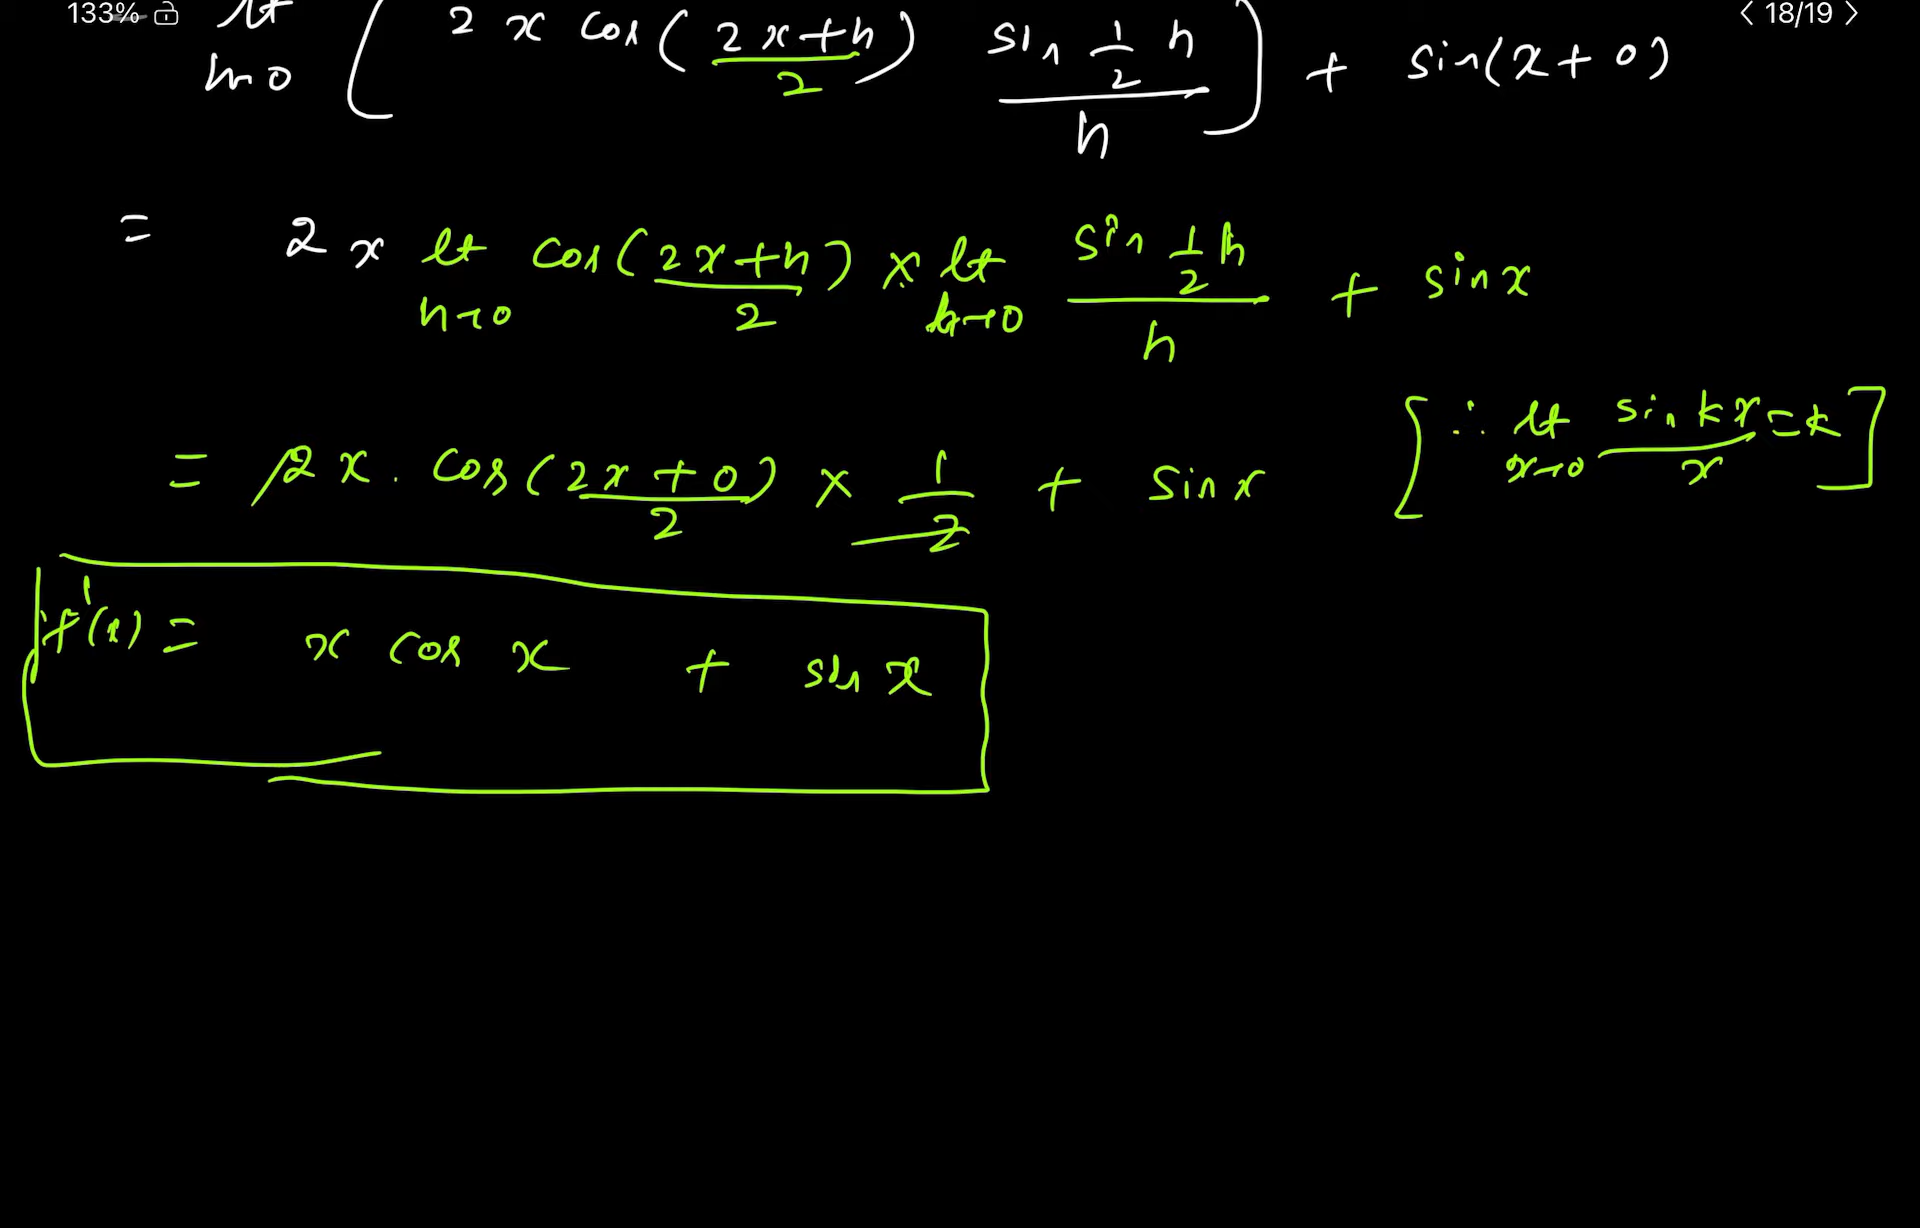 133% < 18/19 >
lt h→0 [ 2x cos((2x+h)/2) (sin 1/2 h)/h ] + sin(x+0)
= 2x lt h→0 cos((2x+h)/2) × lt h→0 (sin 1/2 h)/h + sin x
= 2x . cos((2x+0)/2) × 1/2 + sin x [∵ lt x→0 (sin kx)/x = k]
f'(x) = x cos x + sin x